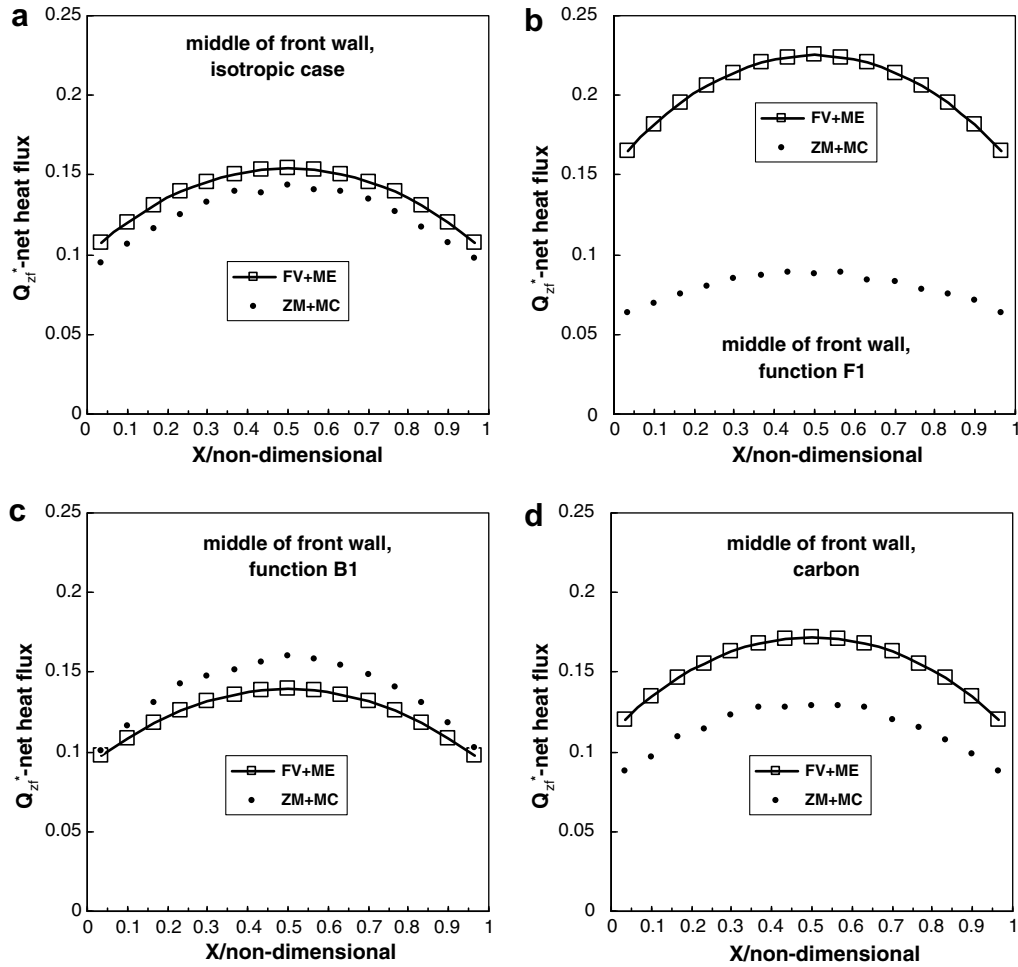 a
0.25
0.2
0.15
0.1
0.05
0
Q*zf-net heat flux
middle of front wall,
isotropic case
FV+ME
ZM+MC
0 0.1 0.2 0.3 0.4 0.5 0.6 0.7 0.8 0.9 1
X/non-dimensional
b
0.25
0.2
0.15
0.1
0.05
0
Q*zf-net heat flux
FV+ME
ZM+MC
middle of front wall,
function F1
0 0.1 0.2 0.3 0.4 0.5 0.6 0.7 0.8 0.9 1
X/non-dimensional
c
0.25
0.2
0.15
0.1
0.05
0
Q*zf-net heat flux
middle of front wall,
function B1
FV+ME
ZM+MC
0 0.1 0.2 0.3 0.4 0.5 0.6 0.7 0.8 0.9 1
X/non-dimensional
d
0.25
0.2
0.15
0.1
0.05
0
Q*zf-net heat flux
middle of front wall,
carbon
FV+ME
ZM+MC
0 0.1 0.2 0.3 0.4 0.5 0.6 0.7 0.8 0.9 1
X/non-dimensional